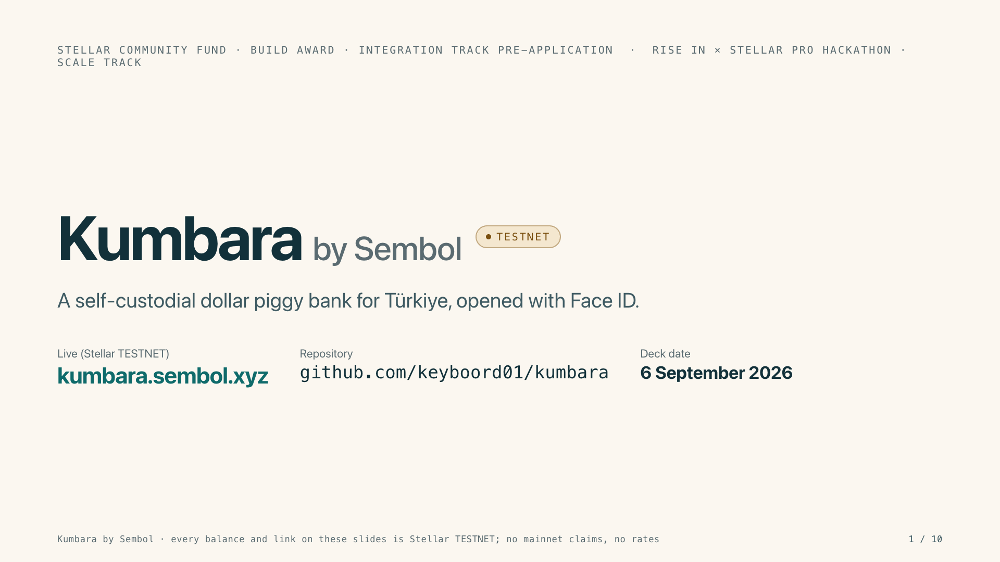 STELLAR COMMUNITY FUND · BUILD AWARD · INTEGRATION TRACK PRE–APPLICATION · RISE IN × STELLAR PRO HACKATHON ·
SCALE TRACK
Kumbara by Sembol
• TESTNET
A self-custodial dollar piggy bank for Türkiye, opened with Face ID.
Live (Stellar TESTNET)
kumbara.sembol.xyz
Repository
github.com/keyboord01/kumbara
Deck date
6 September 2026
Kumbara by Sembol · every balance and link on these slides is Stellar TESTNET; no mainnet claims, no rates
1 / 10